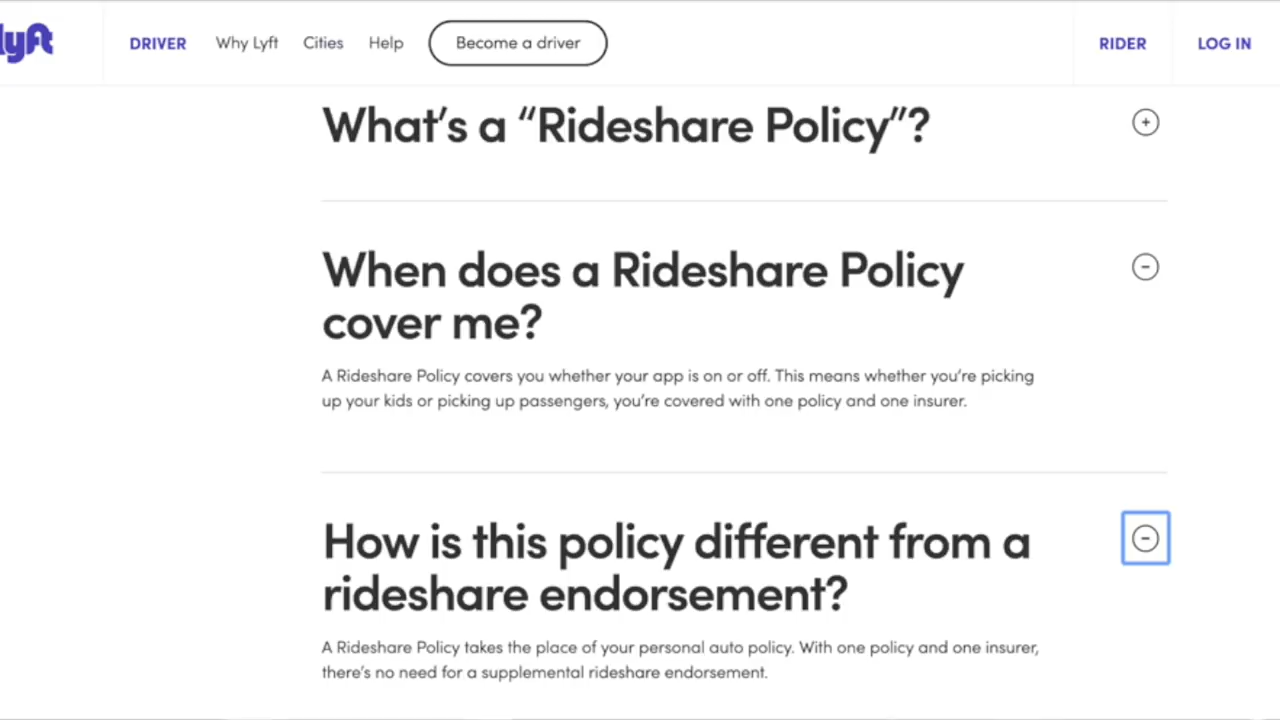 lyft
DRIVER
Why Lyft
Cities
Help
Become a driver
RIDER
LOG IN
What’s a “Rideshare Policy”?
When does a Rideshare Policy
cover me?
A Rideshare Policy covers you whether your app is on or off. This means whether you’re picking
up your kids or picking up passengers, you’re covered with one policy and one insurer.
How is this policy different from a
rideshare endorsement?
A Rideshare Policy takes the place of your personal auto policy. With one policy and one insurer,
there’s no need for a supplemental rideshare endorsement.